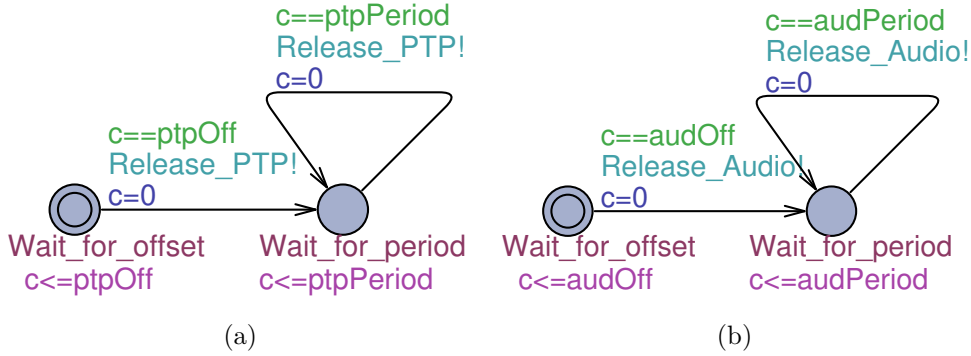 c==ptpPeriod
Release_PTP!
c=0
c==ptpOff
Release_PTP!
c=0
Wait_for_offset
c<=ptpOff
Wait_for_period
c<=ptpPeriod
(a)
c==audPeriod
Release_Audio!
c=0
c==audOff
Release_Audio!
c=0
Wait_for_offset
c<=audOff
Wait_for_period
c<=audPeriod
(b)